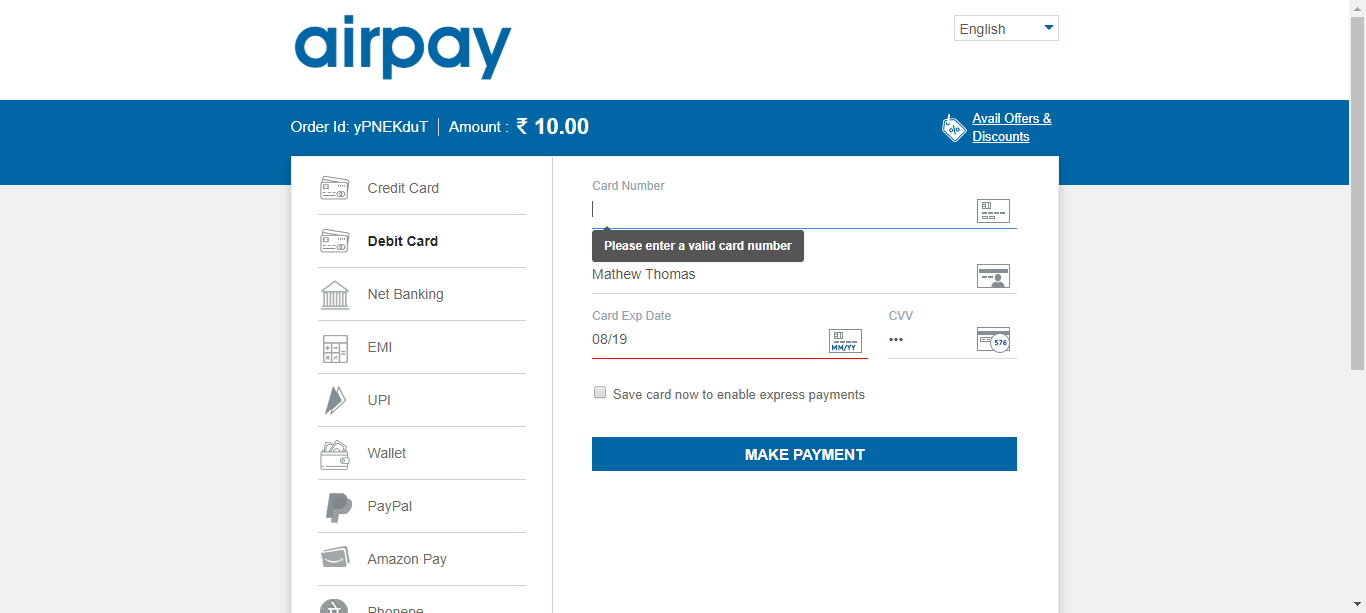 airpay
English
Order Id: yPNEKduT | Amount : ₹ 10.00
Avail Offers &
Discounts
Credit Card
Debit Card
Net Banking
EMI
UPI
Wallet
PayPal
Amazon Pay
Phonepe
Card Number
Please enter a valid card number
Mathew Thomas
Card Exp Date
08/19
MM/YY
CVV
•••
576
Save card now to enable express payments
MAKE PAYMENT